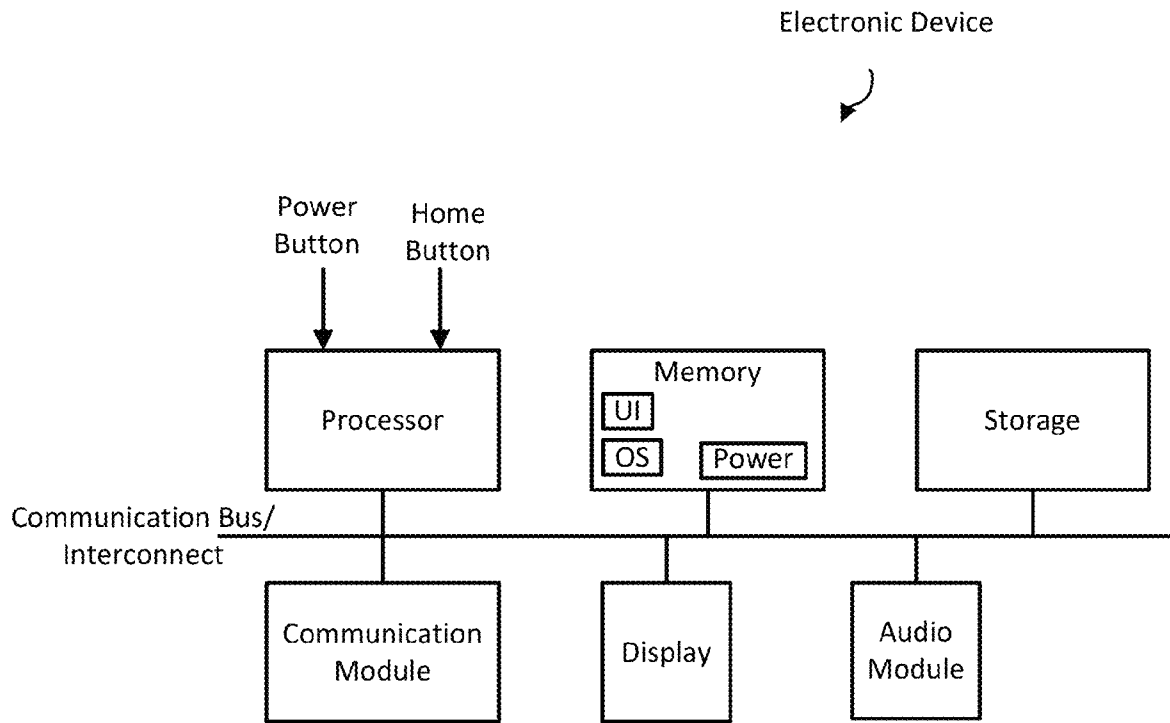 Electronic Device
Power
Button
Home
Button
Processor
Memory
UI
OS
Power
Storage
Communication Bus/
Interconnect
Communication
Module
Display
Audio
Module